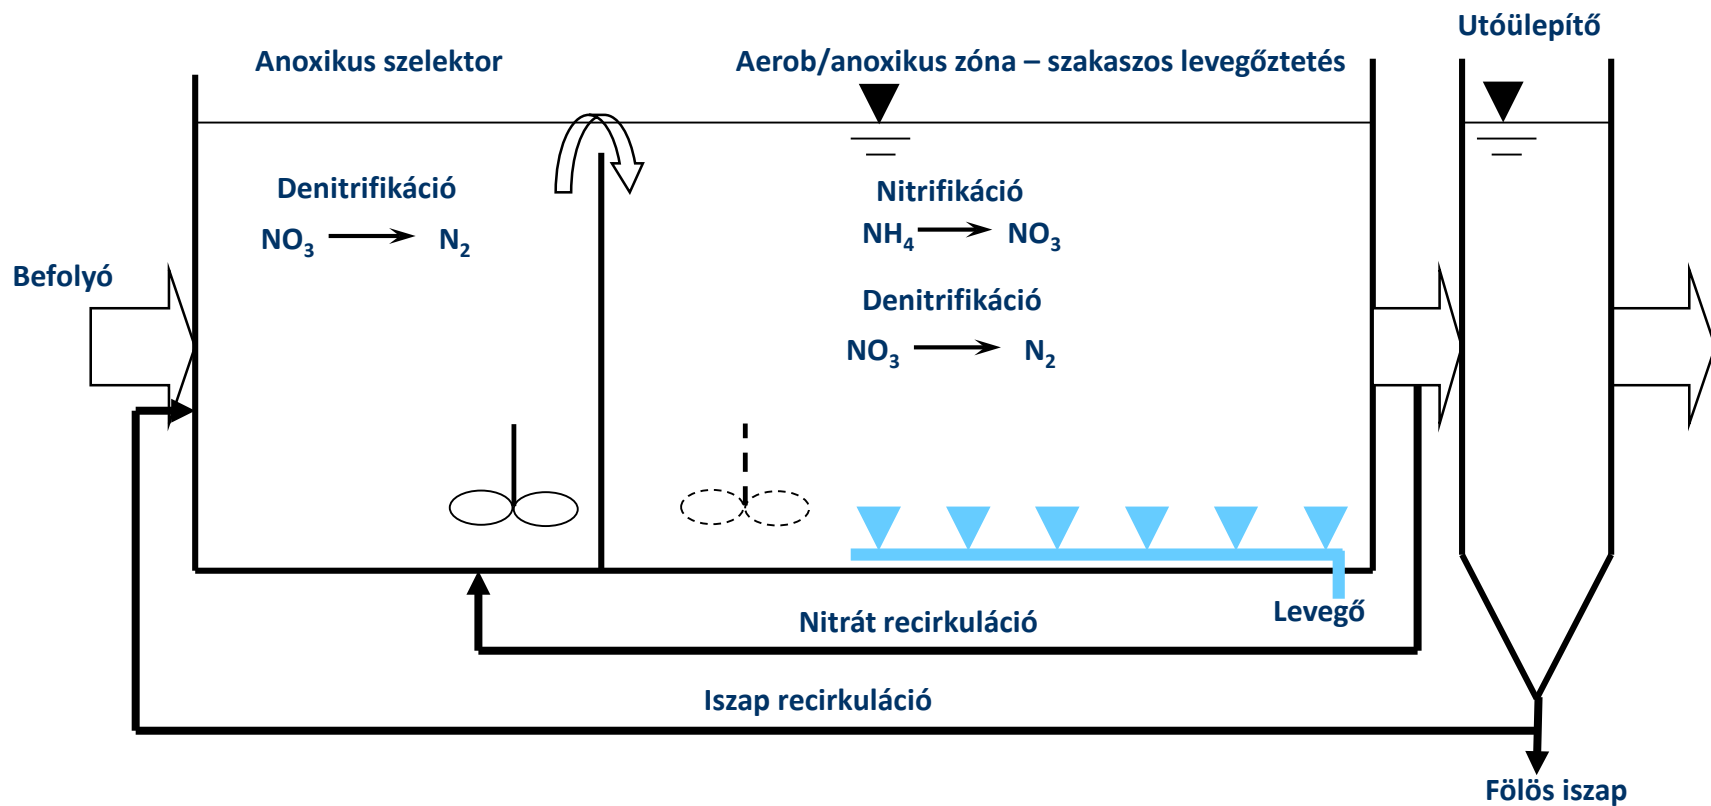 Utóülepítő
Anoxikus szelektor
Aerob/anoxikus zóna – szakaszos levegőztetés
Denitrifikáció
NO₃ N₂
Nitrifikáció
NH₄ NO₃
Befolyó
Denitrifikáció
NO₃ N₂
Levegő
Nitrát recirkuláció
Iszap recirkuláció
Fölös iszap